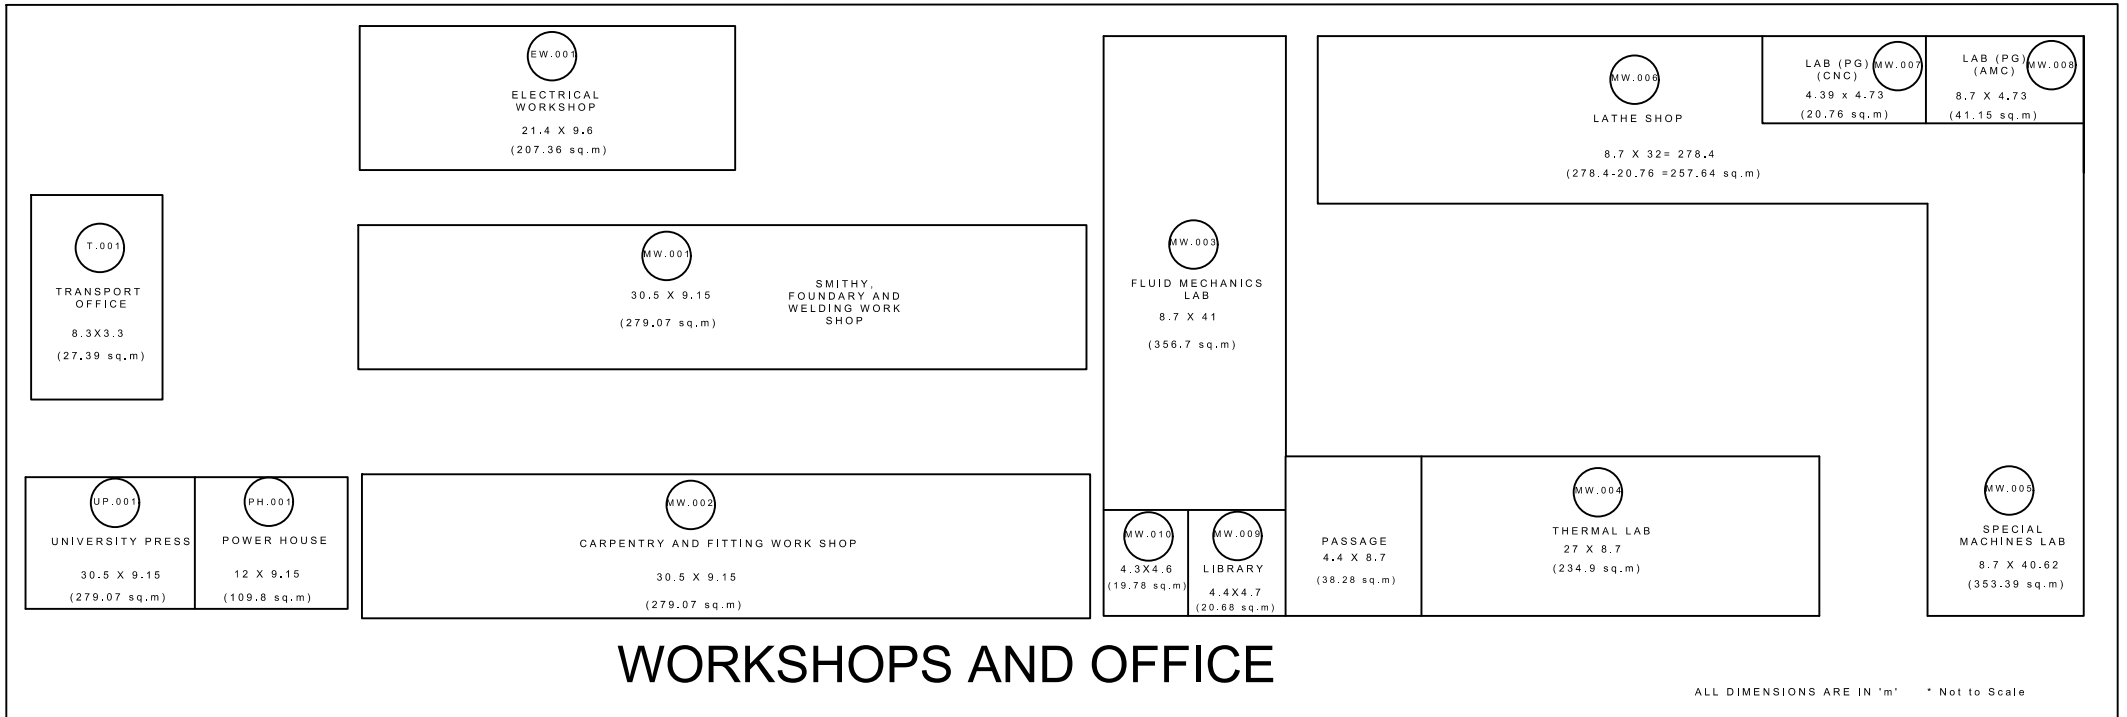 EW.001
ELECTRICAL
WORKSHOP
21.4 X 9.6
(207.36 sq.m)
T.001
TRANSPORT
OFFICE
8.3X3.3
(27.39 sq.m)
MW.001
30.5 X 9.15
(279.07 sq.m)
SMITHY,
FOUNDARY AND
WELDING WORK
SHOP
MW.003
FLUID MECHANICS
LAB
8.7 X 41
(356.7 sq.m)
MW.006
LATHE SHOP
8.7 X 32= 278.4
(278.4-20.76 =257.64 sq.m)
LAB (PG)
(CNC)
MW.007
4.39 x 4.73
(20.76 sq.m)
LAB (PG)
(AMC)
MW.008
8.7 X 4.73
(41.15 sq.m)
UP.001
UNIVERSITY PRESS
30.5 X 9.15
(279.07 sq.m)
PH.001
POWER HOUSE
12 X 9.15
(109.8 sq.m)
MW.002
CARPENTRY AND FITTING WORK SHOP
30.5 X 9.15
(279.07 sq.m)
MW.010
4.3X4.6
(19.78 sq.m)
MW.009
LIBRARY
4.4X4.7
(20.68 sq.m)
PASSAGE
4.4 X 8.7
(38.28 sq.m)
MW.004
THERMAL LAB
27 X 8.7
(234.9 sq.m)
MW.005
SPECIAL
MACHINES LAB
8.7 X 40.62
(353.39 sq.m)
WORKSHOPS AND OFFICE
ALL DIMENSIONS ARE IN 'm' * Not to Scale